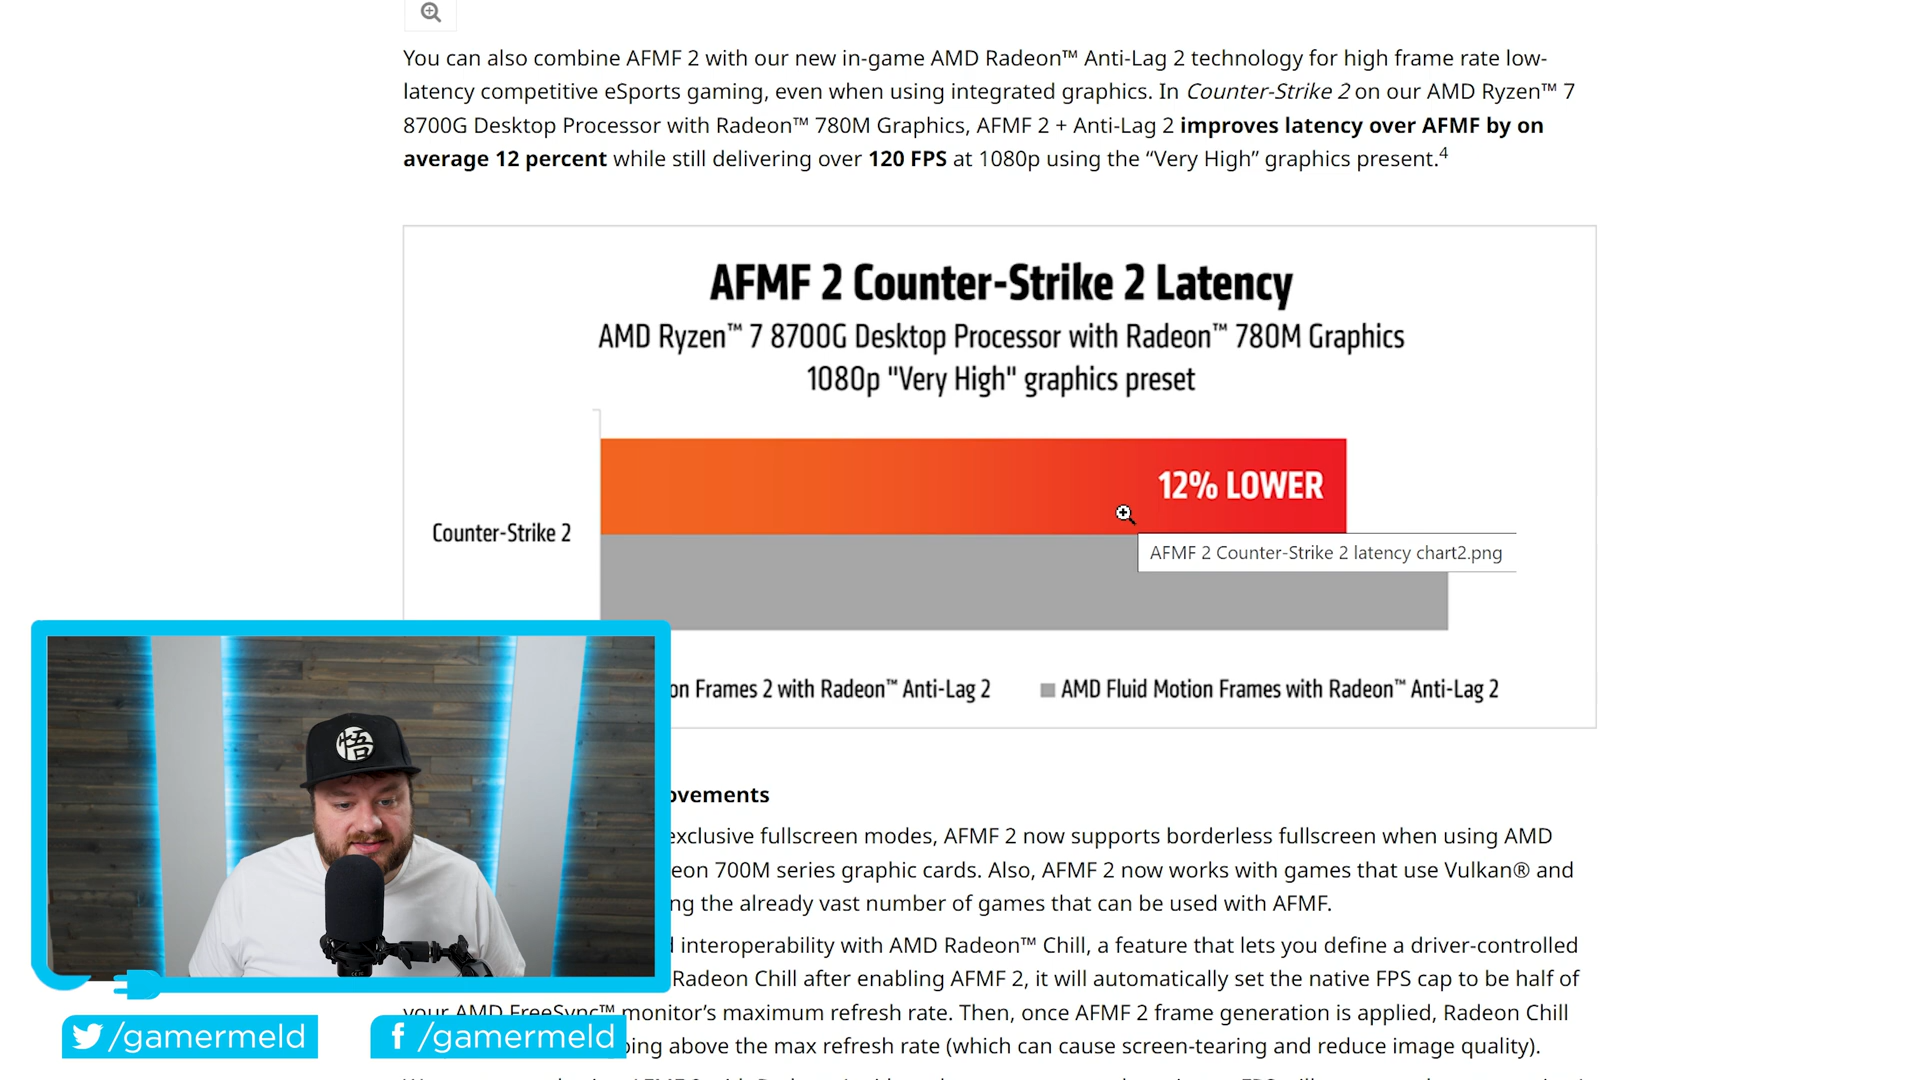 You can also combine AFMF 2 with our new in-game AMD Radeon™ Anti-Lag 2 technology for high frame rate low-
latency competitive eSports gaming, even when using integrated graphics. In Counter-Strike 2 on our AMD Ryzen™ 7
8700G Desktop Processor with Radeon™ 780M Graphics, AFMF 2 + Anti-Lag 2 improves latency over AFMF by on
average 12 percent while still delivering over 120 FPS at 1080p using the “Very High” graphics present.4
AFMF 2 Counter-Strike 2 Latency
AMD Ryzen™ 7 8700G Desktop Processor with Radeon™ 780M Graphics
1080p "Very High" graphics preset
12% LOWER
Counter-Strike 2
AFMF 2 Counter-Strike 2 latency chart2.png
on Frames 2 with Radeon™ Anti-Lag 2
AMD Fluid Motion Frames with Radeon™ Anti-Lag 2
悟
ovements
exclusive fullscreen modes, AFMF 2 now supports borderless fullscreen when using AMD
eon 700M series graphic cards. Also, AFMF 2 now works with games that use Vulkan® and
ng the already vast number of games that can be used with AFMF.
d interoperability with AMD Radeon™ Chill, a feature that lets you define a driver-controlled
Radeon Chill after enabling AFMF 2, it will automatically set the native FPS cap to be half of
your AMD FreeSync™ monitor’s maximum refresh rate. Then, once AFMF 2 frame generation is applied, Radeon Chill
ping above the max refresh rate (which can cause screen-tearing and reduce image quality).
/gamermeld
f /gamermeld